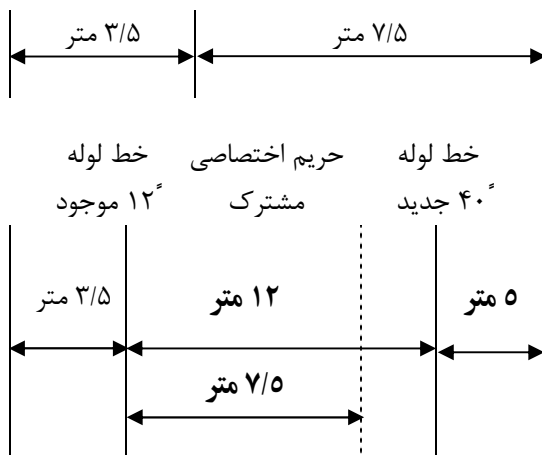 ۳/۵ متر
۷/۵ متر
خط لوله
۱۲ً موجود
حریم اختصاصی
مشترک
خط لوله
۴۰ً جدید
۳/۵ متر
۱۲ متر
۵ متر
۷/۵ متر